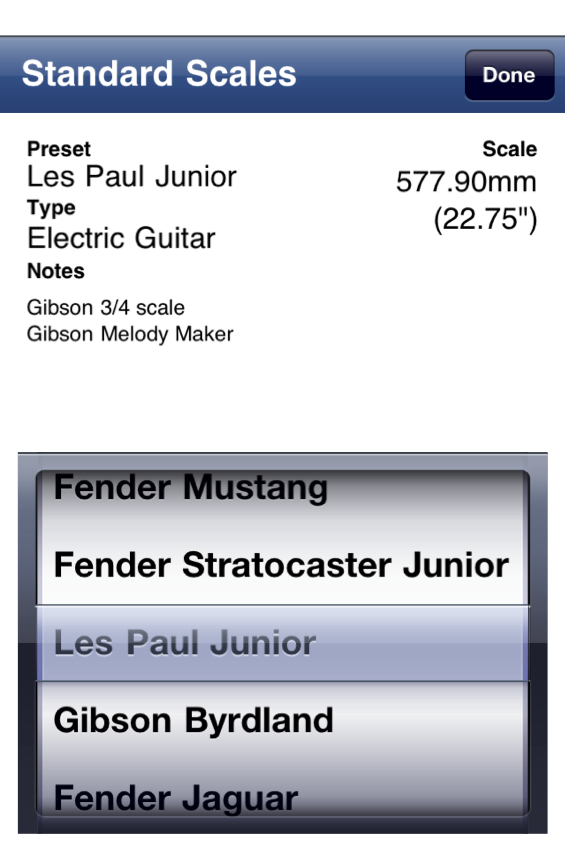 Standard Scales
Done
Preset
Les Paul Junior
Type
Electric Guitar
Notes
Gibson 3/4 scale
Gibson Melody Maker
Scale
577.90mm
(22.75")
Fender Mustang
Fender Stratocaster Junior
Les Paul Junior
Gibson Byrdland
Fender Jaguar